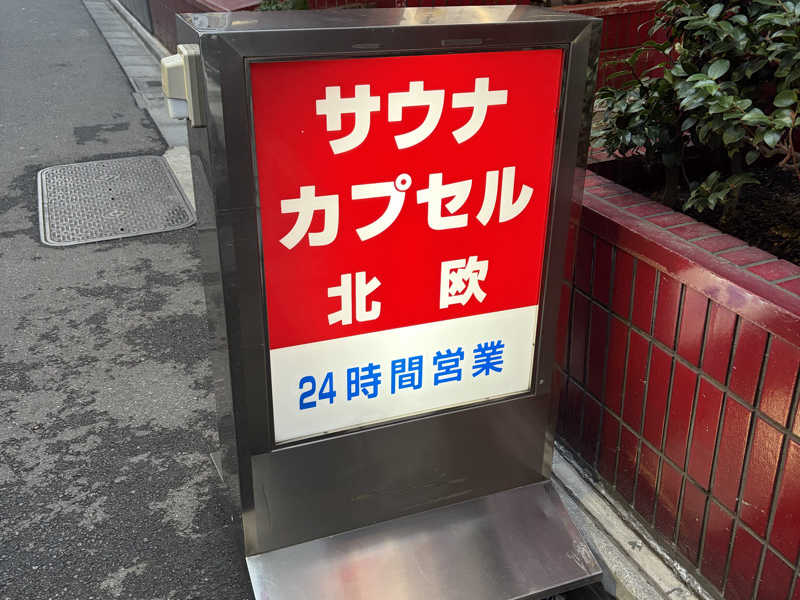 サウナ
カプセル
北 欧
24時間営業